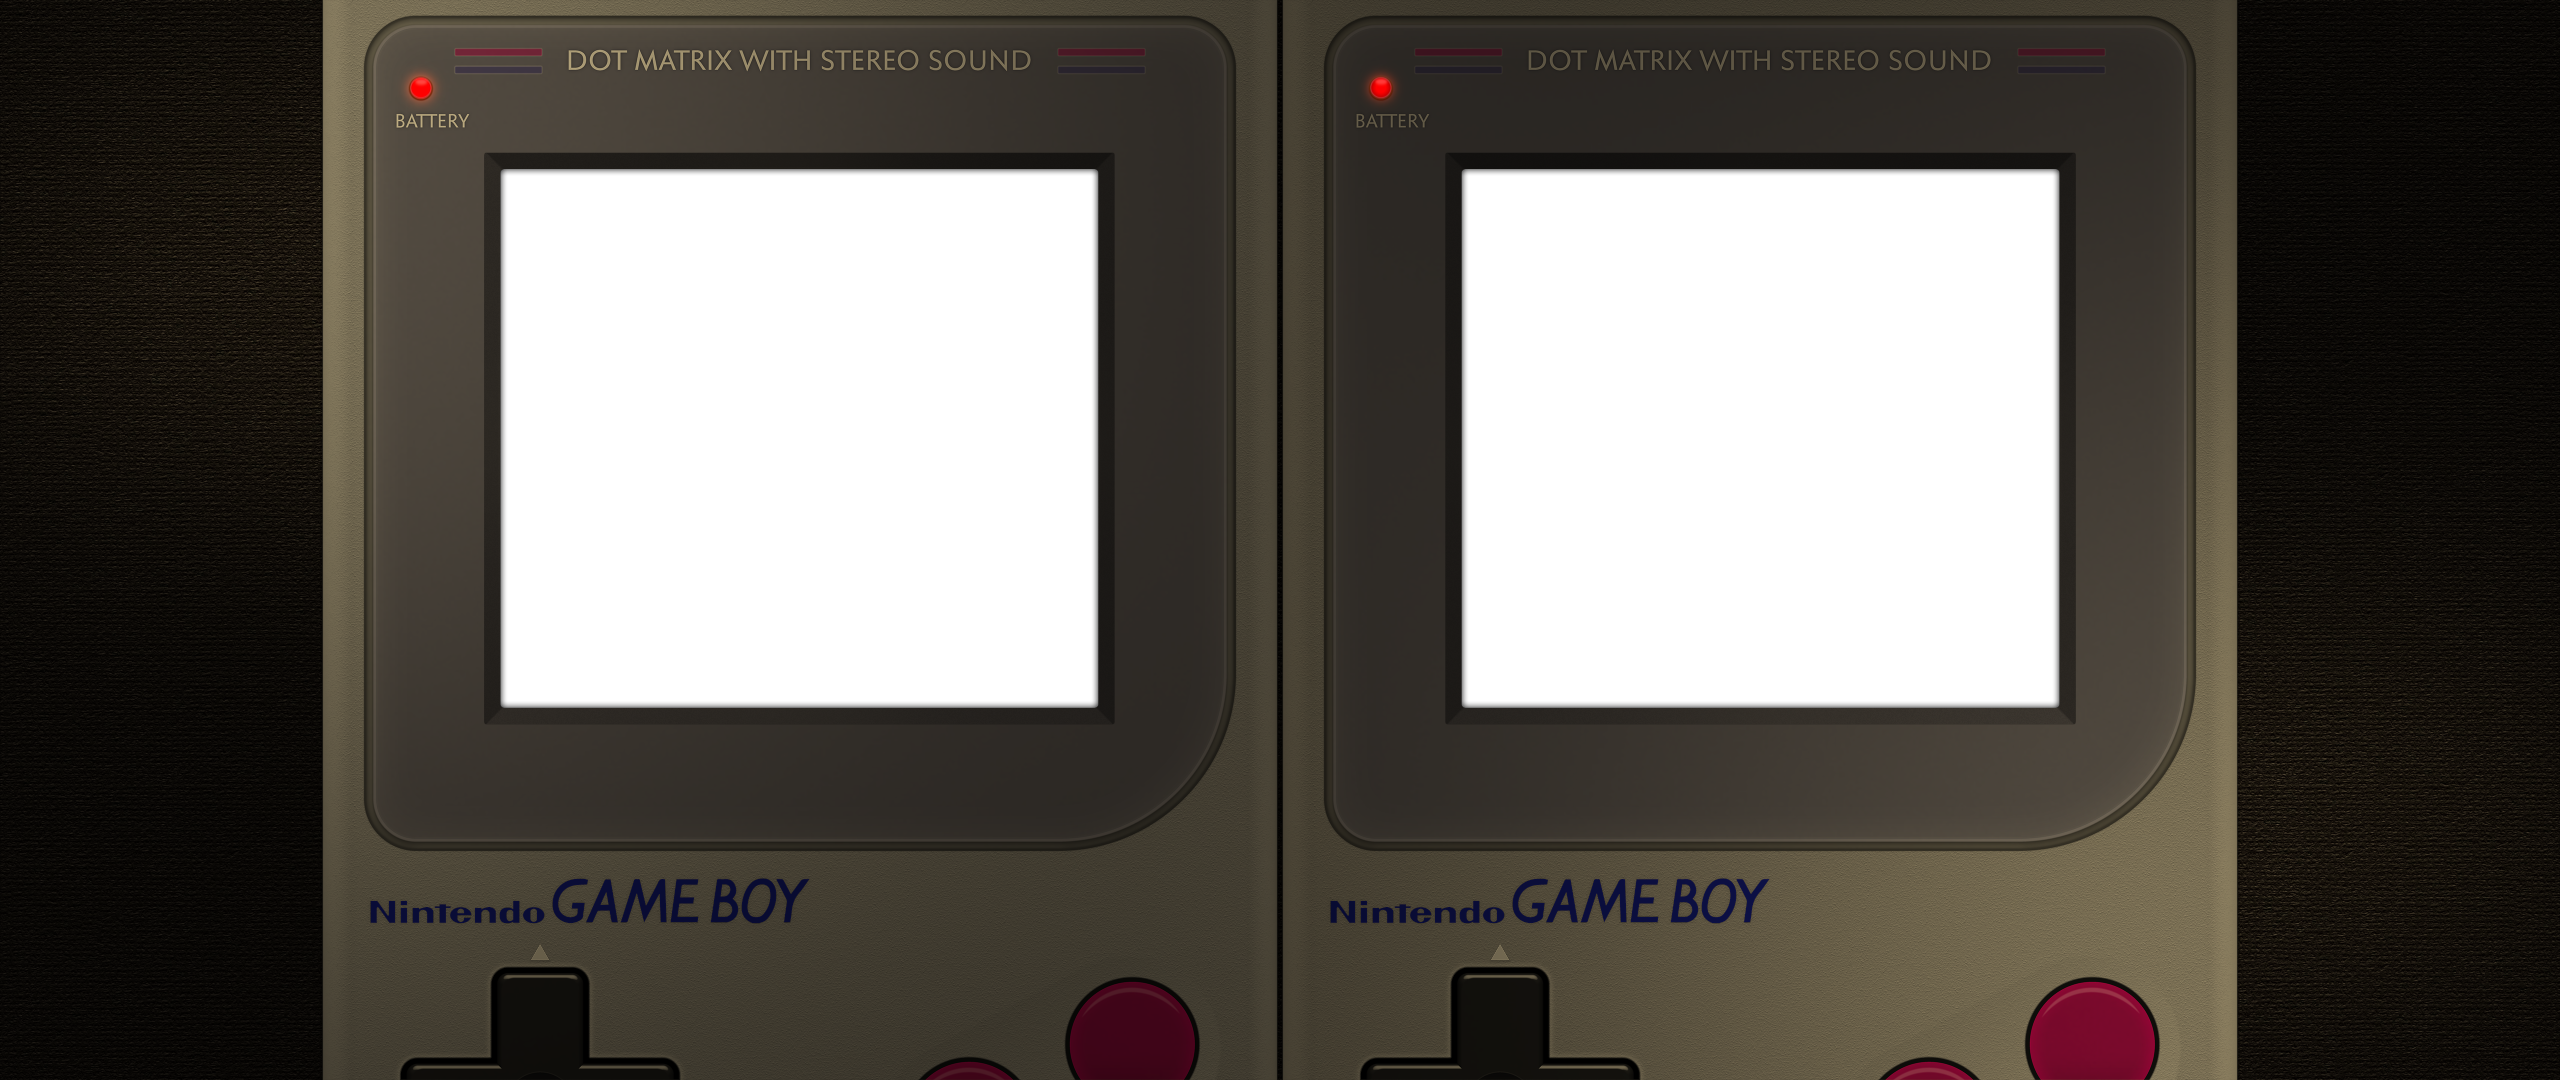 DOT MATRIX WITH STEREO SOUND
BATTERY
Nintendo GAME BOY
DOT MATRIX WITH STEREO SOUND
BATTERY
Nintendo GAME BOY